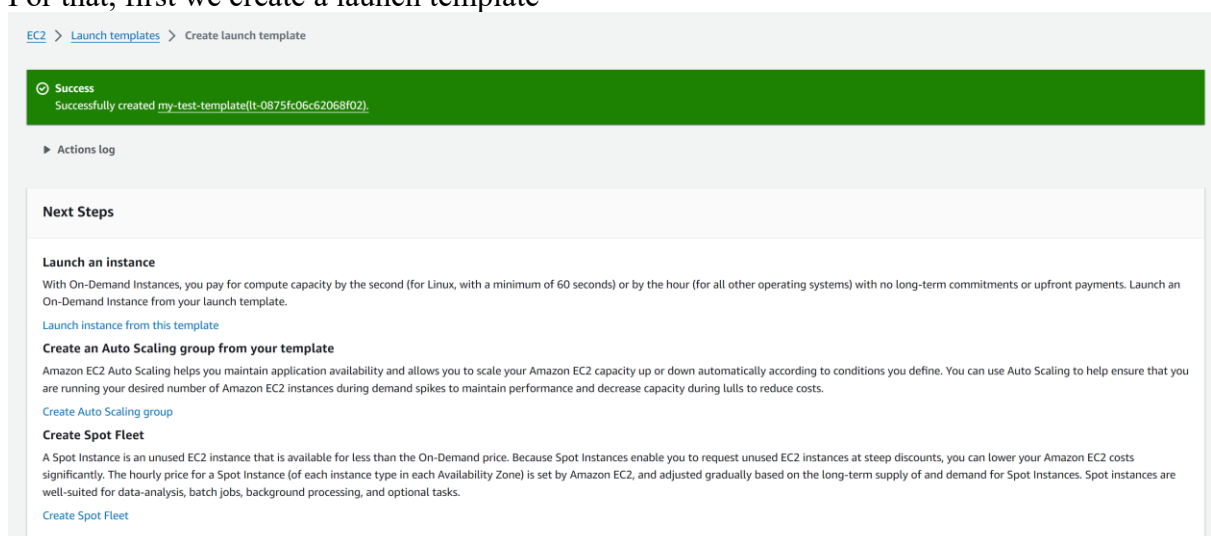 For that, first we create a launch template
EC2 > Launch templates > Create launch template
Success
Successfully created my-test-template(lt-0875fc06c62068f02).
Actions log
Next Steps
Launch an instance
With On-Demand Instances, you pay for compute capacity by the second (for Linux, with a minimum of 60 seconds) or by the hour (for all other operating systems) with no long-term commitments or upfront payments. Launch an
On-Demand Instance from your launch template.
Launch instance from this template
Create an Auto Scaling group from your template
Amazon EC2 Auto Scaling helps you maintain application availability and allows you to scale your Amazon EC2 capacity up or down automatically according to conditions you define. You can use Auto Scaling to help ensure that you
are running your desired number of Amazon EC2 instances during demand spikes to maintain performance and decrease capacity during lulls to reduce costs.
Create Auto Scaling group
Create Spot Fleet
A Spot Instance is an unused EC2 instance that is available for less than the On-Demand price. Because Spot Instances enable you to request unused EC2 instances at steep discounts, you can lower your Amazon EC2 costs
significantly. The hourly price for a Spot Instance (of each instance type in each Availability Zone) is set by Amazon EC2, and adjusted gradually based on the long-term supply of and demand for Spot Instances. Spot instances are
well-suited for data-analysis, batch jobs, background processing, and optional tasks.
Create Spot Fleet